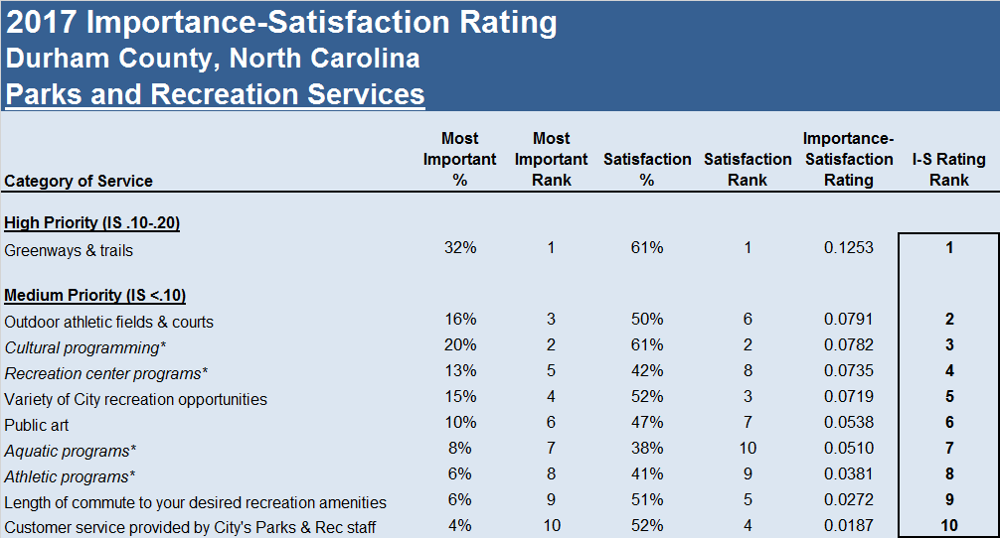 2017 Importance-Satisfaction Rating
Durham County, North Carolina
Parks and Recreation Services
Category of Service Most Important % Most Important Rank Satisfaction % Satisfaction Rank Importance-Satisfaction Rating I-S Rating Rank
High Priority (IS .10-.20)
Greenways & trails 32% 1 61% 1 0.1253 1
Medium Priority (IS <.10)
Outdoor athletic fields & courts 16% 3 50% 6 0.0791 2
Cultural programming* 20% 2 61% 2 0.0782 3
Recreation center programs* 13% 5 42% 8 0.0735 4
Variety of City recreation opportunities 15% 4 52% 3 0.0719 5
Public art 10% 6 47% 7 0.0538 6
Aquatic programs* 8% 7 38% 10 0.0510 7
Athletic programs* 6% 8 41% 9 0.0381 8
Length of commute to your desired recreation amenities 6% 9 51% 5 0.0272 9
Customer service provided by City's Parks & Rec staff 4% 10 52% 4 0.0187 10